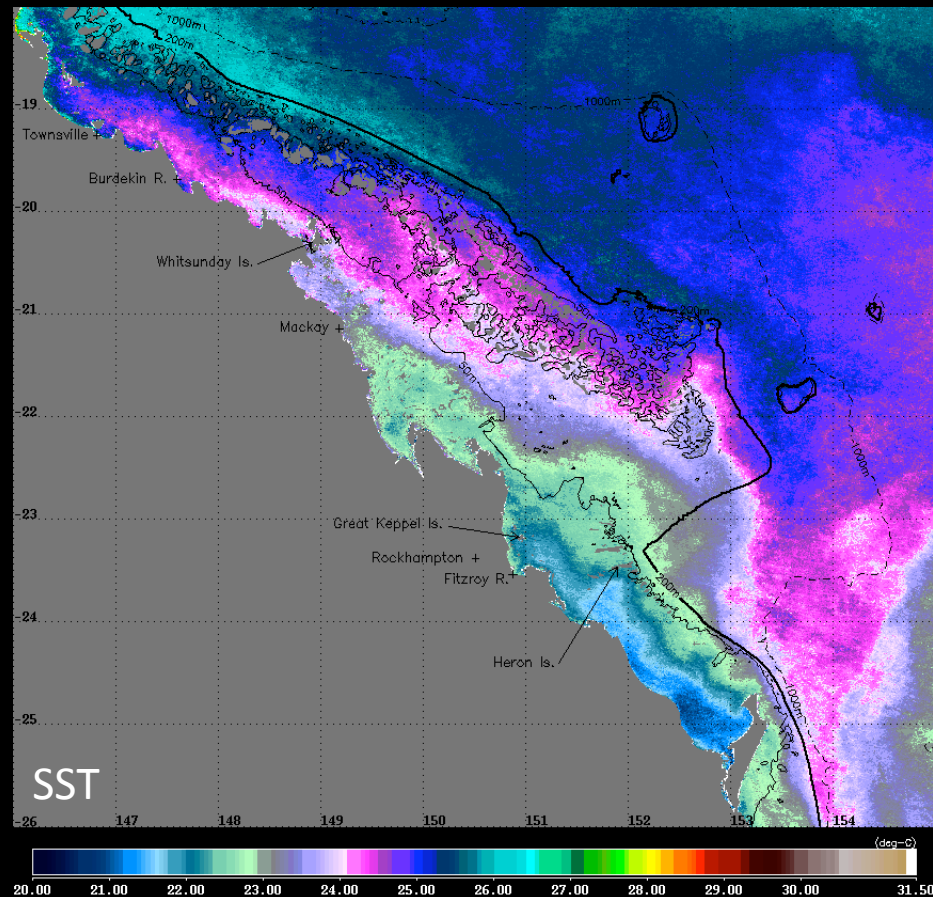 1000m
200m
-19
1000m
Townsville
Burdekin R.
50m
-20
Whitsunday Is.
-21
200m
Mackay
50m
-22
50m
1000m
-23
Great Keppel Is.
Rockhampton
Fitzroy R.
200m
-24
Heron Is.
1000m
-25
SST
-26
147 148 149 150 151 152 153 154
(deg-C)
20.00 21.00 22.00 23.00 24.00 25.00 26.00 27.00 28.00 29.00 30.00 31.50